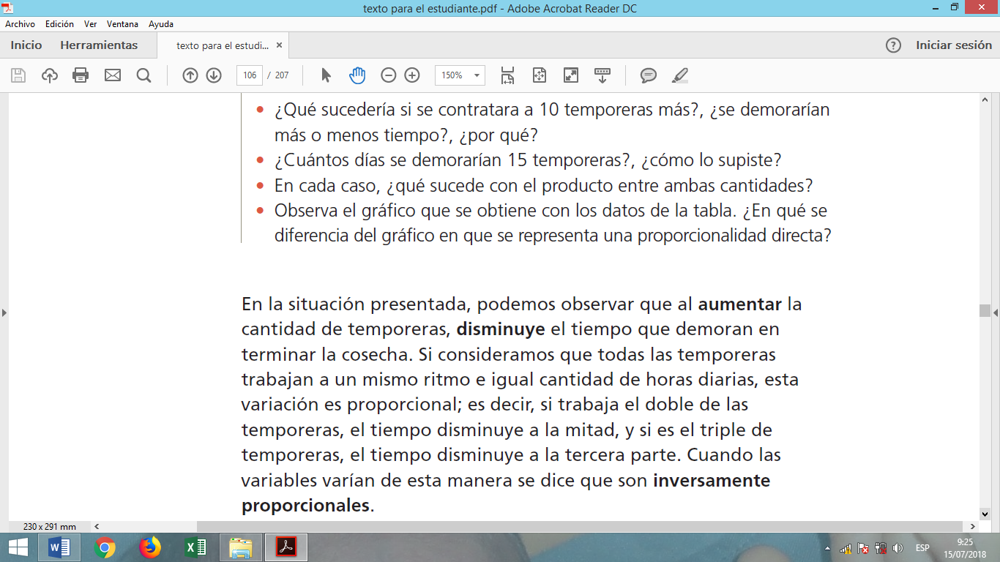 texto para el estudiante.pdf - Adobe Acrobat Reader DC
Archivo Edición Ver Ventana Ayuda
Inicio Herramientas texto para el estudi... × ? Iniciar sesión
106 / 207 150%
• ¿Qué sucedería si se contratara a 10 temporeras más?, ¿se demorarían
más o menos tiempo?, ¿por qué?
• ¿Cuántos días se demorarían 15 temporeras?, ¿cómo lo supiste?
• En cada caso, ¿qué sucede con el producto entre ambas cantidades?
• Observa el gráfico que se obtiene con los datos de la tabla. ¿En qué se
diferencia del gráfico en que se representa una proporcionalidad directa?
En la situación presentada, podemos observar que al aumentar la
cantidad de temporeras, disminuye el tiempo que demoran en
terminar la cosecha. Si consideramos que todas las temporeras
trabajan a un mismo ritmo e igual cantidad de horas diarias, esta
variación es proporcional; es decir, si trabaja el doble de las
temporeras, el tiempo disminuye a la mitad, y si es el triple de
temporeras, el tiempo disminuye a la tercera parte. Cuando las
variables varían de esta manera se dice que son inversamente
proporcionales.
230 x 291 mm
ESP
9:25
15/07/2018